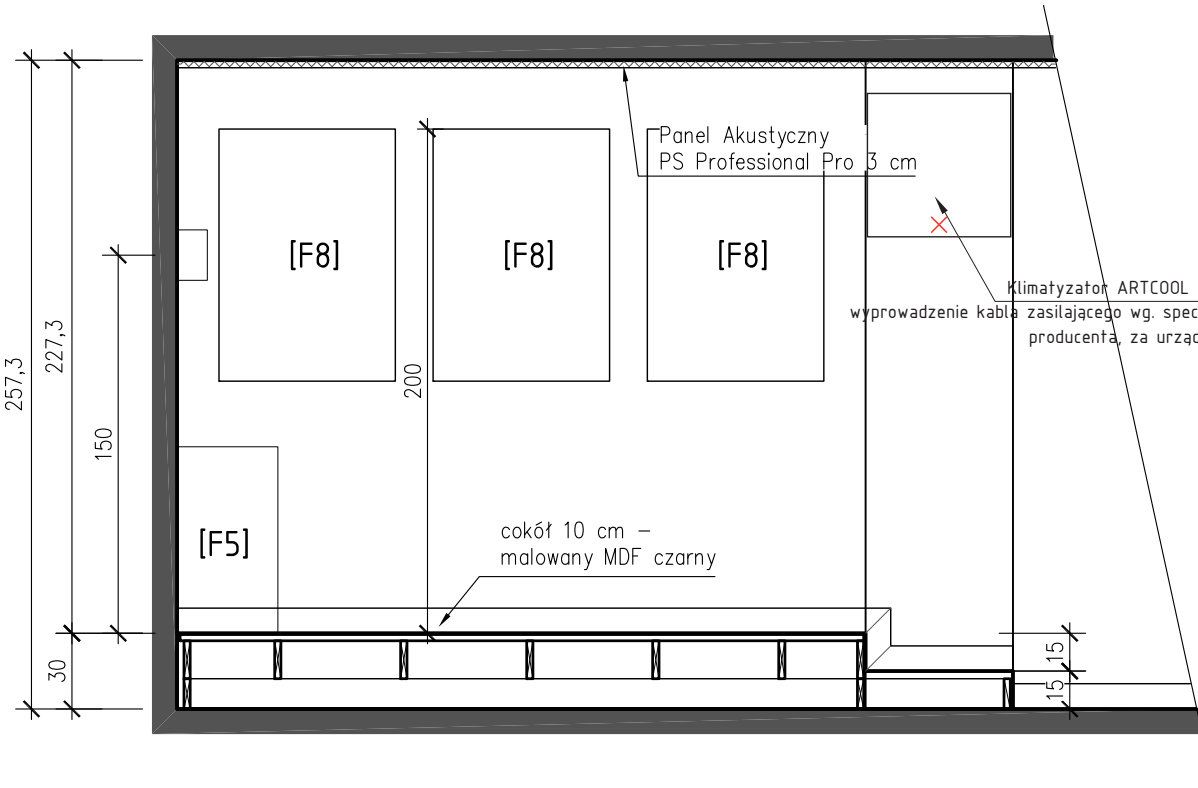 Panel Akustyczny
PS Professional Pro 3 cm
[F8]
[F8]
[F8]
Klimatyzator ARTCOOL
wyprowadzenie kabla zasilającego wg. spec
producenta, za urząd
257,3
227,3
200
150
[F5]
cokół 10 cm –
malowany MDF czarny
30
15
15